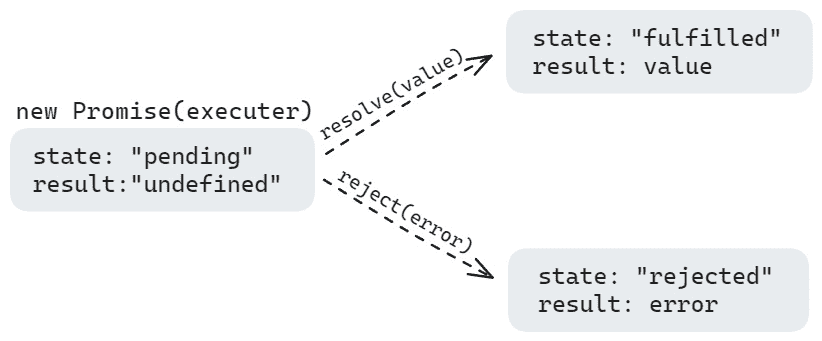 new Promise(executer)
state: "pending"
result:"undefined"
resolve(value)
state: "fulfilled"
result: value
reject(error)
state: "rejected"
result: error